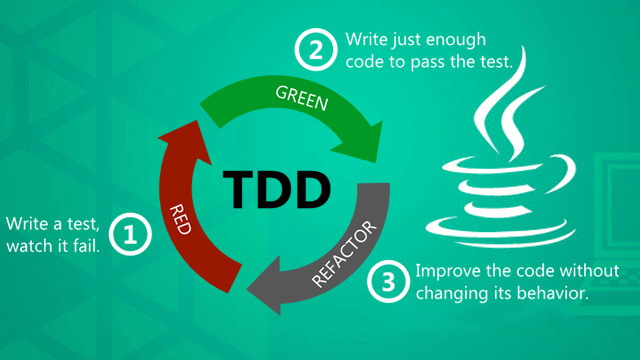 2
Write just enough
code to pass the test.
GREEN
TDD
RED
REFACTOR
Write a test,
watch it fail.
1
3
Improve the code without
changing its behavior.